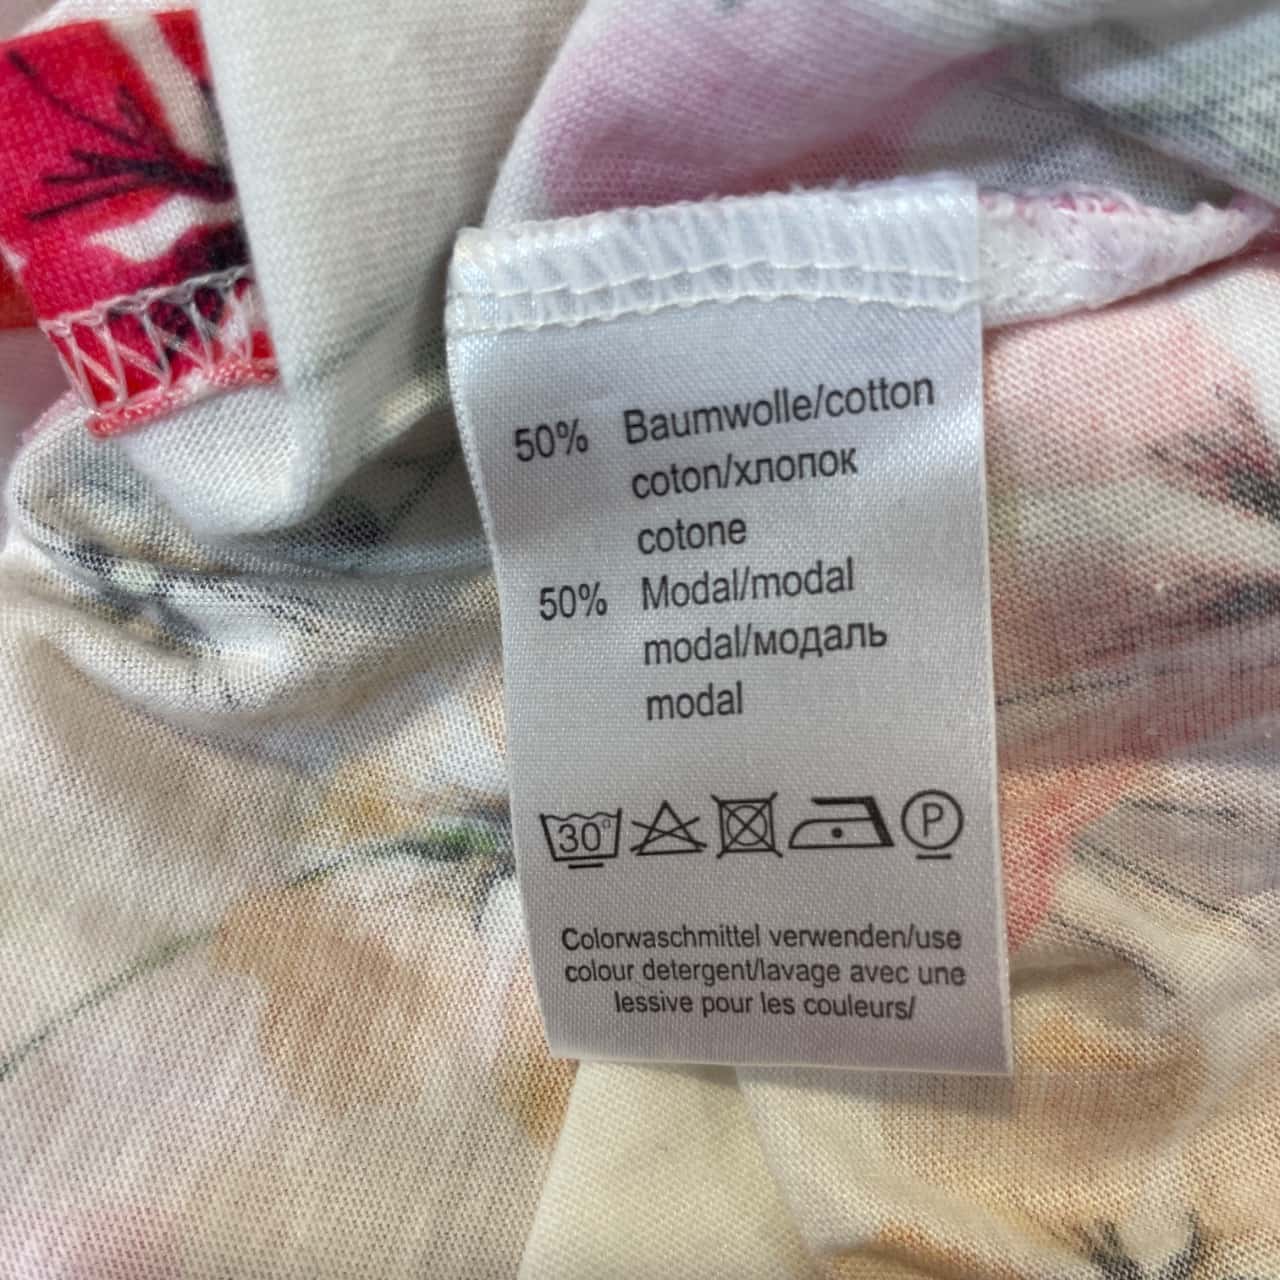 50% Baumwolle/cotton
coton/хлопок
cotone
50% Modal/modal
modal/модаль
modal
30° P
Colorwaschmittel verwenden/use
colour detergent/lavage avec une
lessive pour les couleurs/